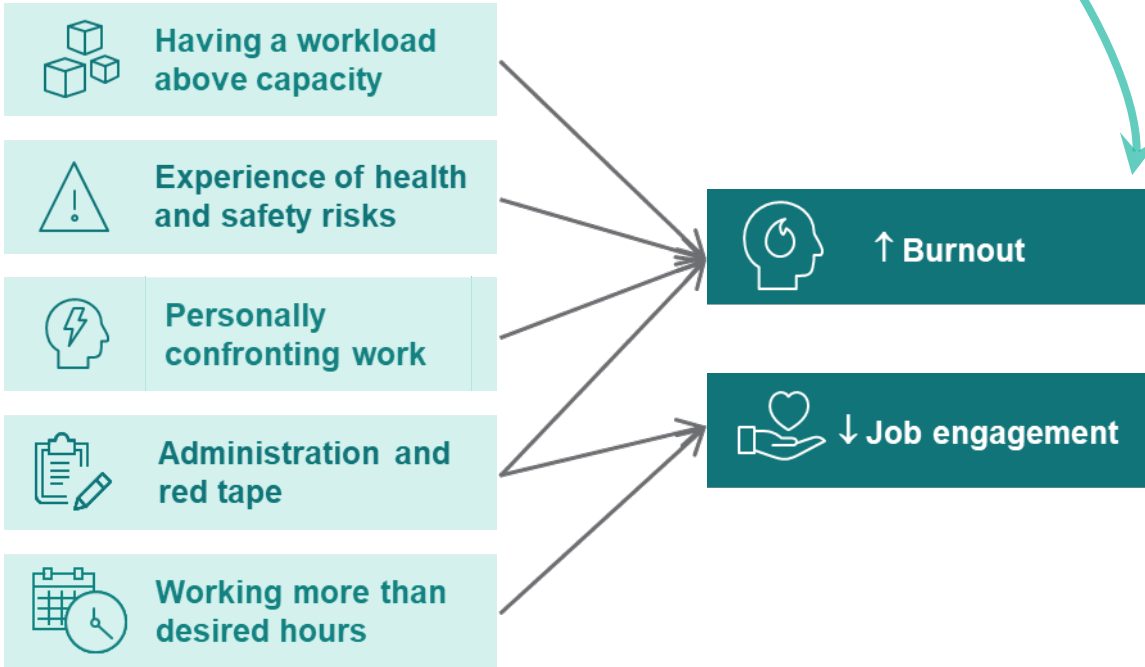 Having a workload
above capacity
Experience of health
and safety risks
Personally
confronting work
Administration and
red tape
Working more than
desired hours
↑ Burnout
↓ Job engagement